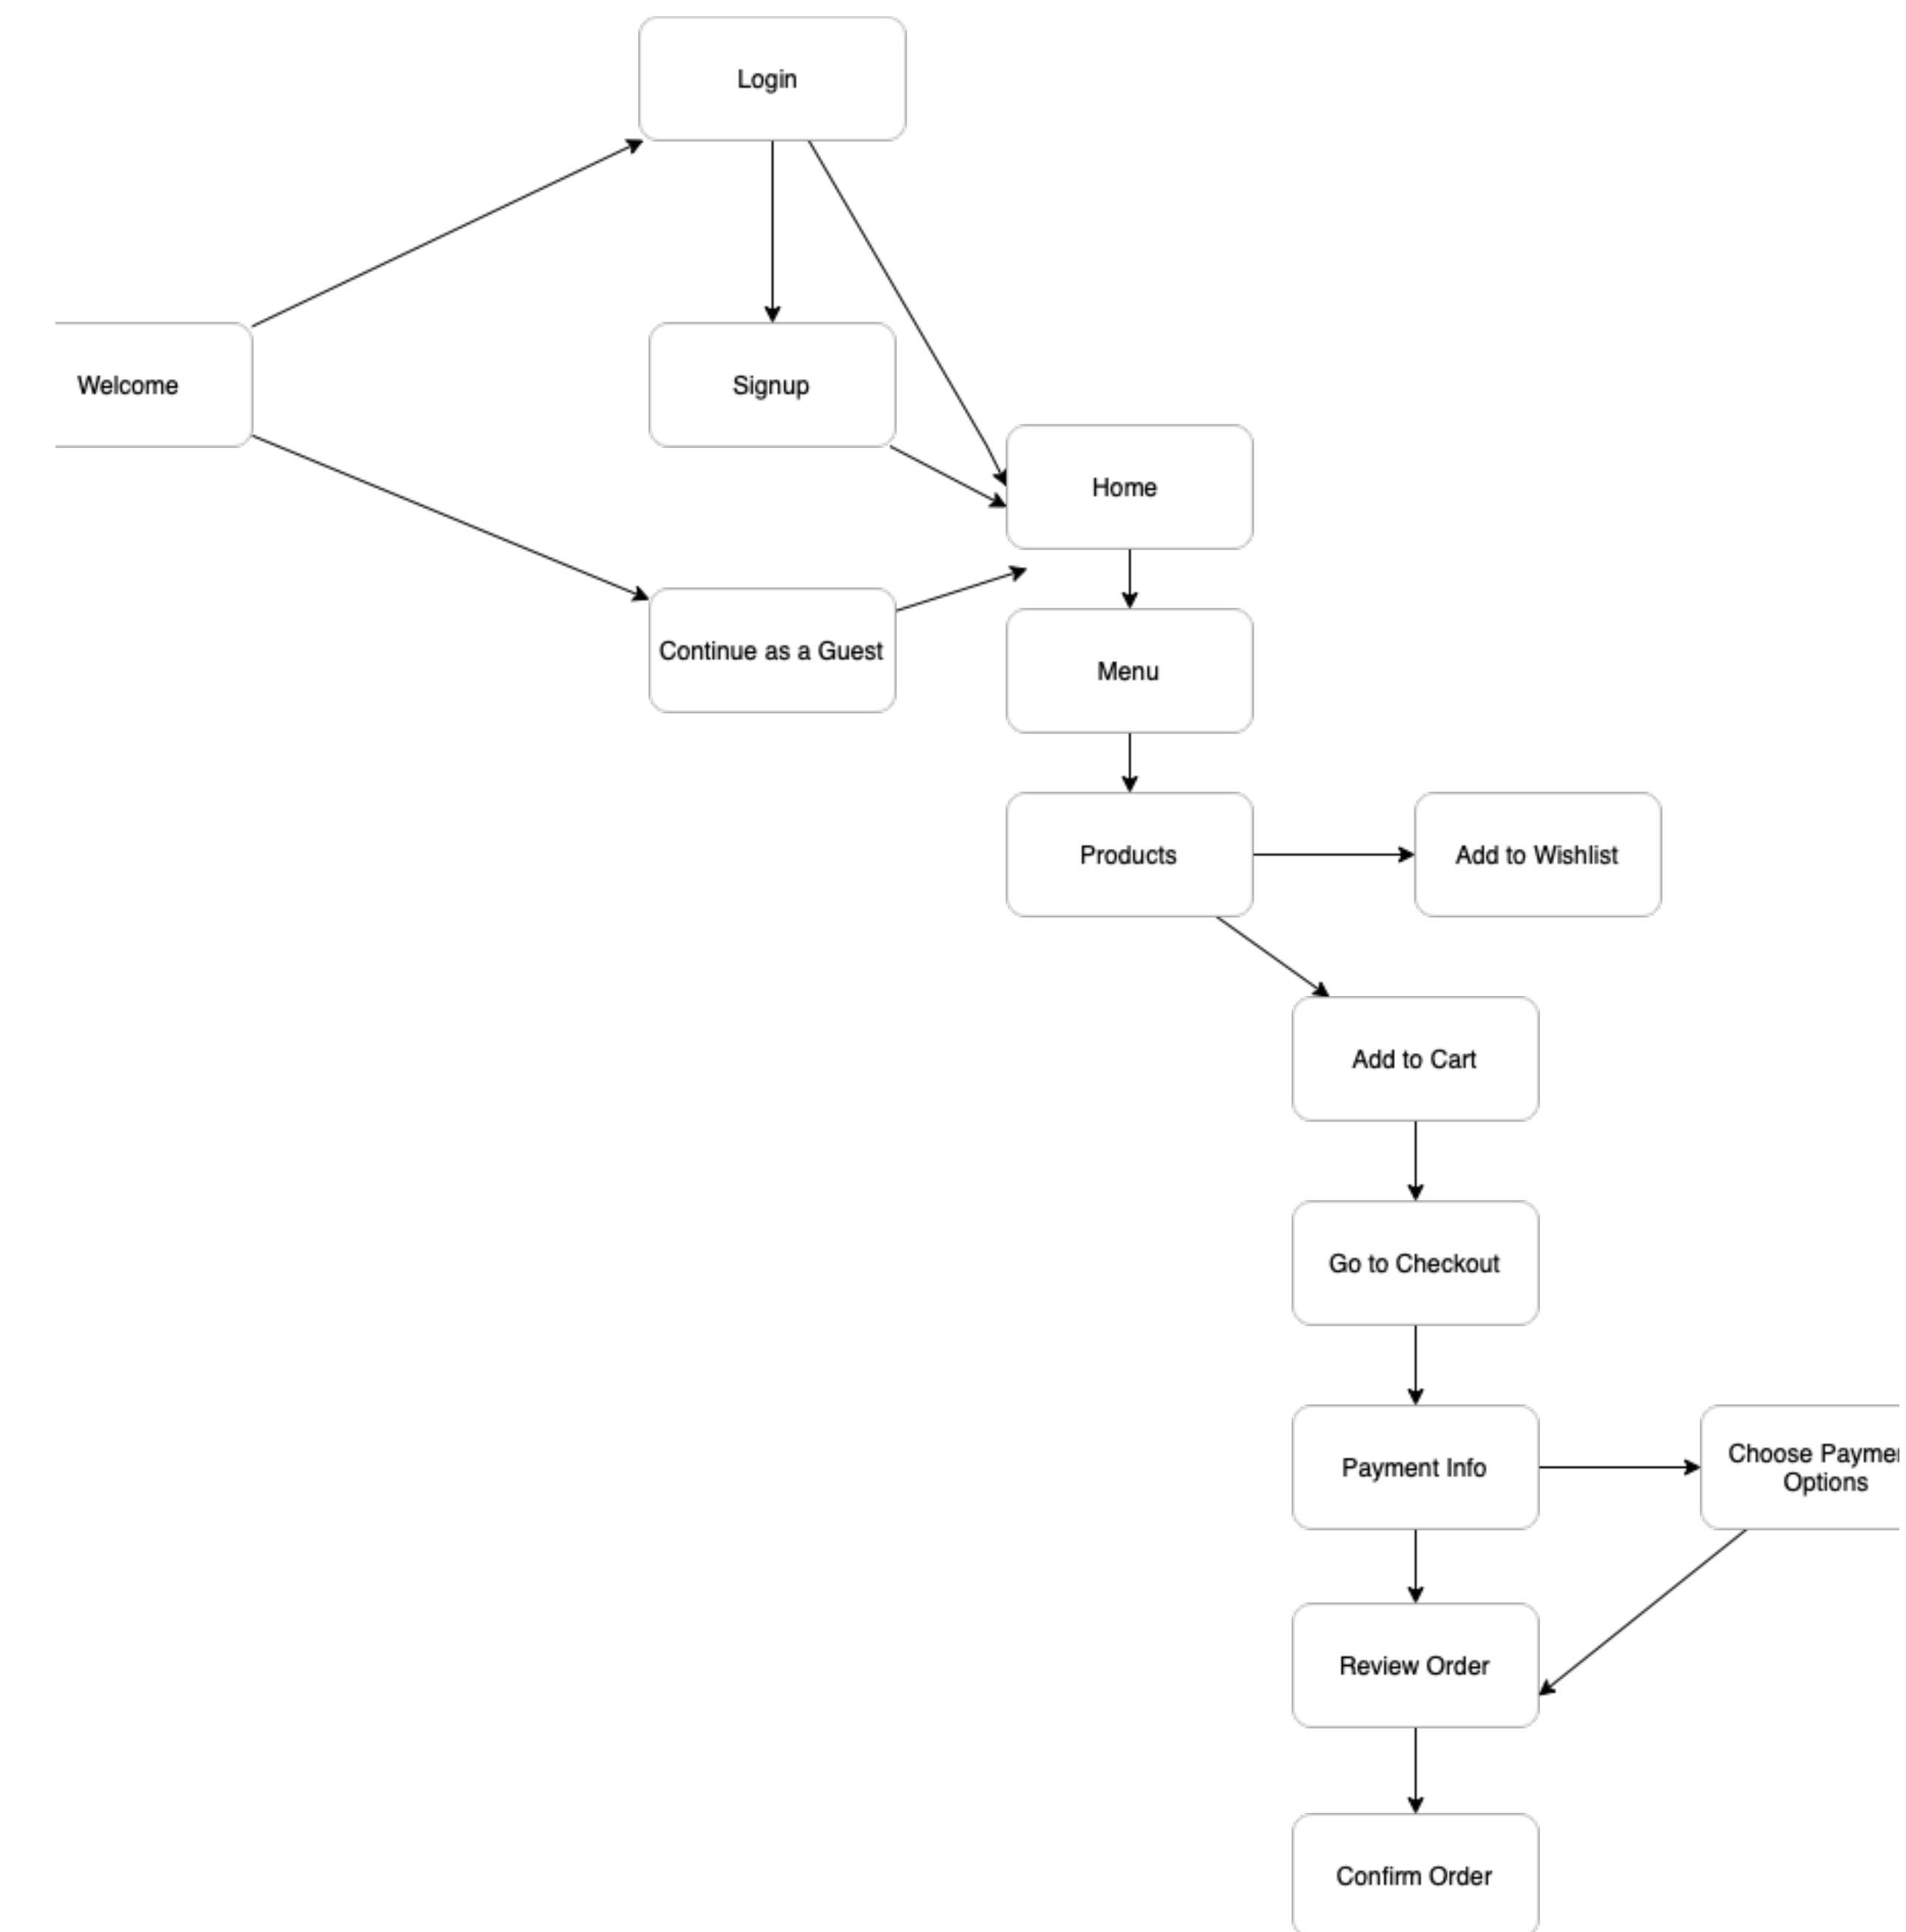 Login
Welcome
Signup
Home
Continue as a Guest
Menu
Products
Add to Wishlist
Add to Cart
Go to Checkout
Payment Info
Choose Paymen
Options
Review Order
Confirm Order